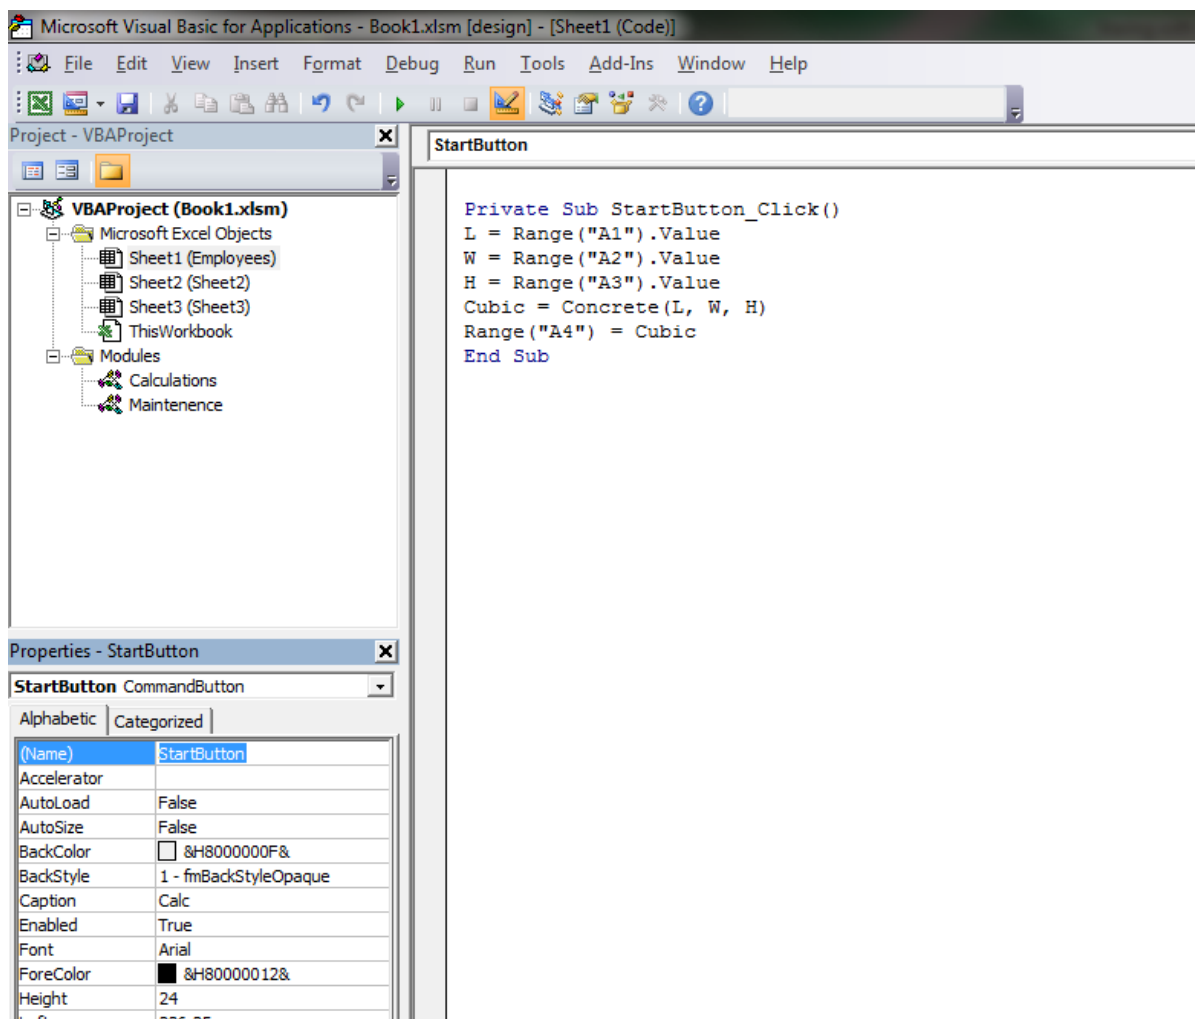 Microsoft Visual Basic for Applications - Book1.xlsm [design] - [Sheet1 (Code)]
File Edit View Insert Format Debug Run Tools Add-Ins Window Help
Project - VBAProject
VBAProject (Book1.xlsm)
Microsoft Excel Objects
Sheet1 (Employees)
Sheet2 (Sheet2)
Sheet3 (Sheet3)
ThisWorkbook
Modules
Calculations
Maintenence
Properties - StartButton
StartButton CommandButton
Alphabetic Categorized
(Name) StartButton
Accelerator
AutoLoad False
AutoSize False
BackColor &H8000000F&
BackStyle 1 - fmBackStyleOpaque
Caption Calc
Enabled True
Font Arial
ForeColor &H80000012&
Height 24
StartButton
Private Sub StartButton_Click()
L = Range("A1").Value
W = Range("A2").Value
H = Range("A3").Value
Cubic = Concrete(L, W, H)
Range("A4") = Cubic
End Sub